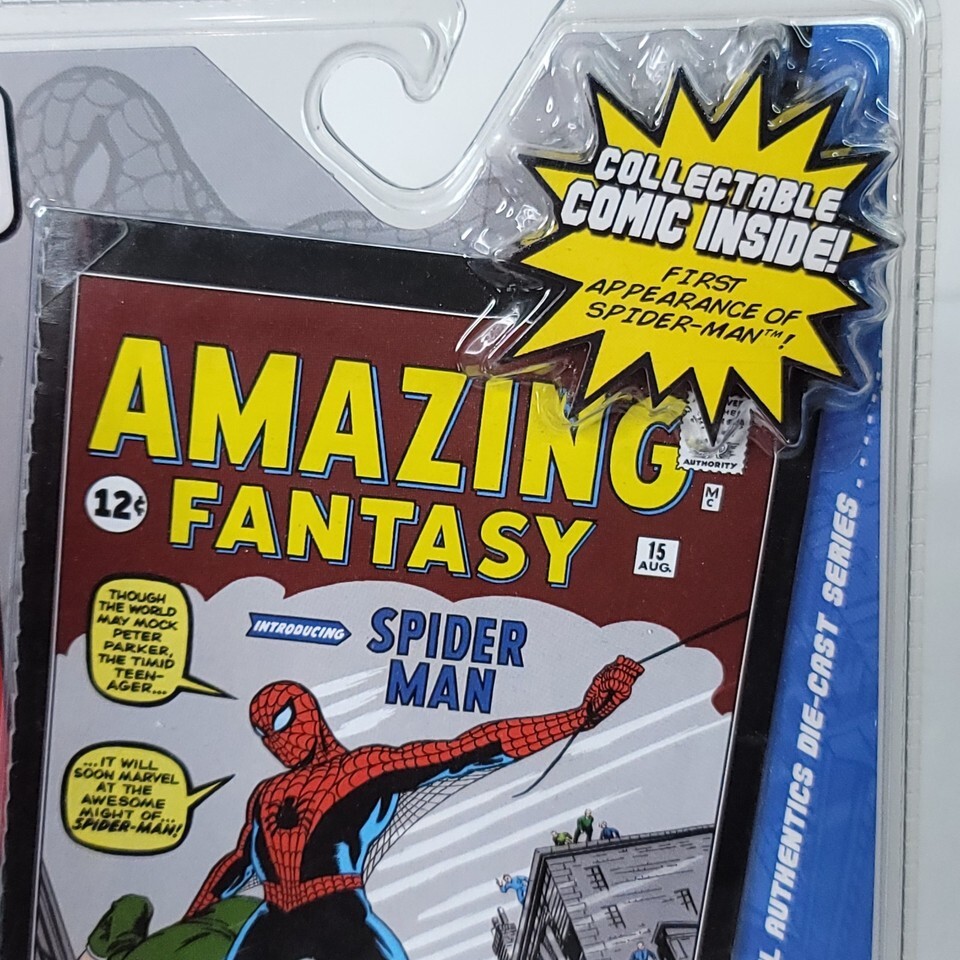 COLLECTABLE
COMIC INSIDE!
FIRST
APPEARANCE OF
SPIDER-MAN™!
AMAZING
FANTASY
12¢
AUTHORITY
M
C
15
AUG.
INTRODUCING
SPIDER
MAN
THOUGH
THE WORLD
MAY MOCK
PETER
PARKER,
THE TIMID
TEEN-
AGER...
...IT WILL
SOON MARVEL
AT THE
AWESOME
MIGHT OF...
SPIDER-MAN!
AUTHENTICS DIE-CAST SERIES